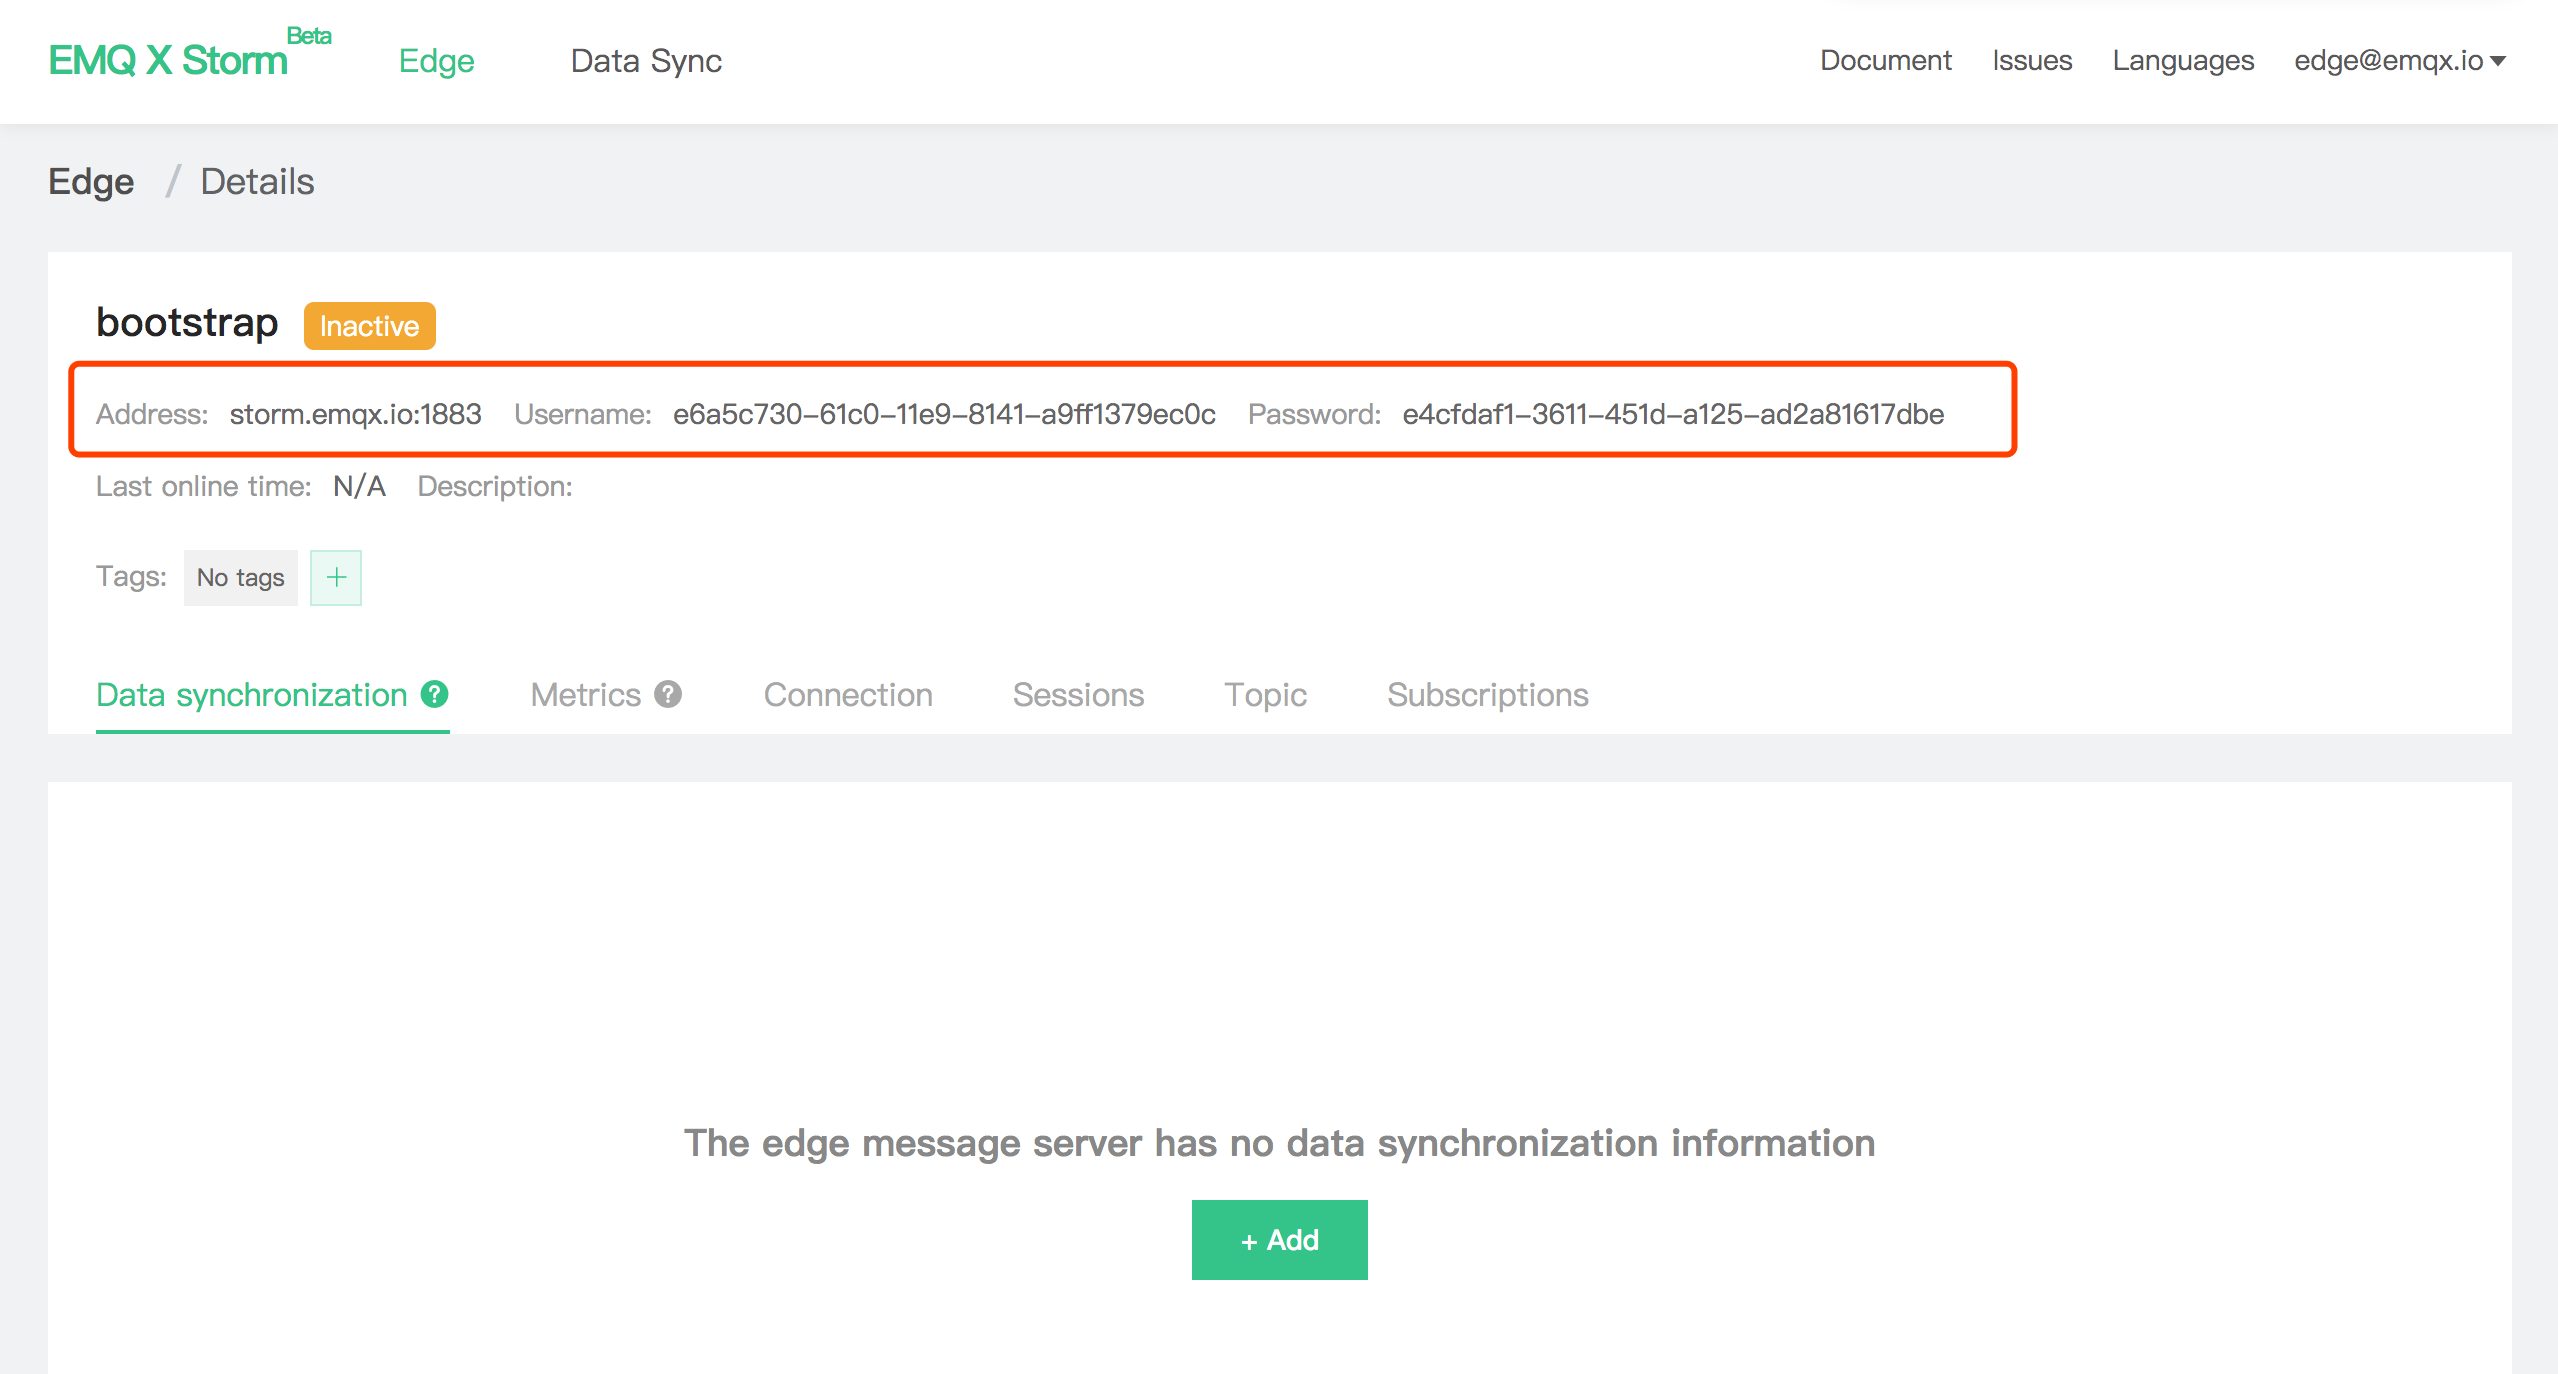 EMQ X Storm Beta Edge Data Sync Document Issues Languages edge@emqx.io
Edge / Details
bootstrap Inactive
Address: storm.emqx.io:1883 Username: e6a5c730-61c0-11e9-8141-a9ff1379ec0c Password: e4cfdaf1-3611-451d-a125-ad2a81617dbe
Last online time: N/A Description:
Tags: No tags +
Data synchronization ? Metrics ? Connection Sessions Topic Subscriptions
The edge message server has no data synchronization information
+ Add